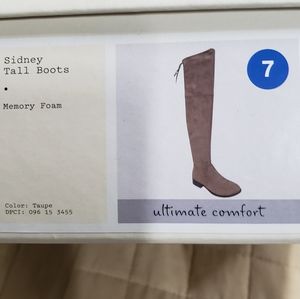 Sidney
Tall Boots
•
Memory Foam
Color: Taupe
DPCI: 096 15 3455
7
ultimate comfort